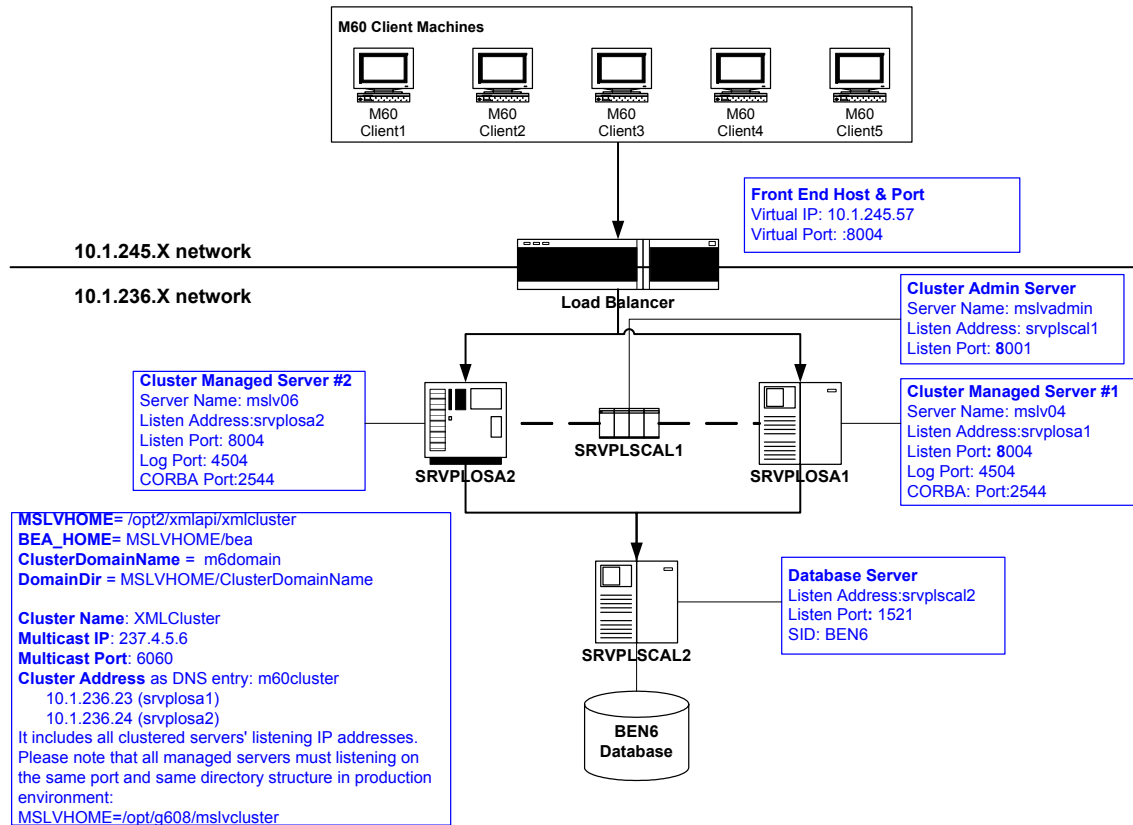 M60 Client Machines
M60
Client1
M60
Client2
M60
Client3
M60
Client4
M60
Client5
Front End Host & Port
Virtual IP: 10.1.245.57
Virtual Port: :8004
10.1.245.X network
10.1.236.X network
Load Balancer
Cluster Admin Server
Server Name: mslvadmin
Listen Address: srvplscal1
Listen Port: 8001
Cluster Managed Server #2
Server Name: mslv06
Listen Address:srvplosa2
Listen Port: 8004
Log Port: 4504
CORBA Port:2544
SRVPLOSA2
SRVPLSCAL1
SRVPLOSA1
Cluster Managed Server #1
Server Name: mslv04
Listen Address:srvplosa1
Listen Port: 8004
Log Port: 4504
CORBA: Port:2544
MSLVHOME= /opt2/xmlapi/xmlcluster
BEA_HOME= MSLVHOME/bea
ClusterDomainName = m6domain
DomainDir = MSLVHOME/ClusterDomainName
Cluster Name: XMLCluster
Multicast IP: 237.4.5.6
Multicast Port: 6060
Cluster Address as DNS entry: m60cluster
10.1.236.23 (srvplosa1)
10.1.236.24 (srvplosa2)
It includes all clustered servers' listening IP addresses.
Please note that all managed servers must listening on
the same port and same directory structure in production
environment:
MSLVHOME=/opt/q608/mslvcluster
Database Server
Listen Address:srvplscal2
Listen Port: 1521
SID: BEN6
SRVPLSCAL2
BEN6
Database